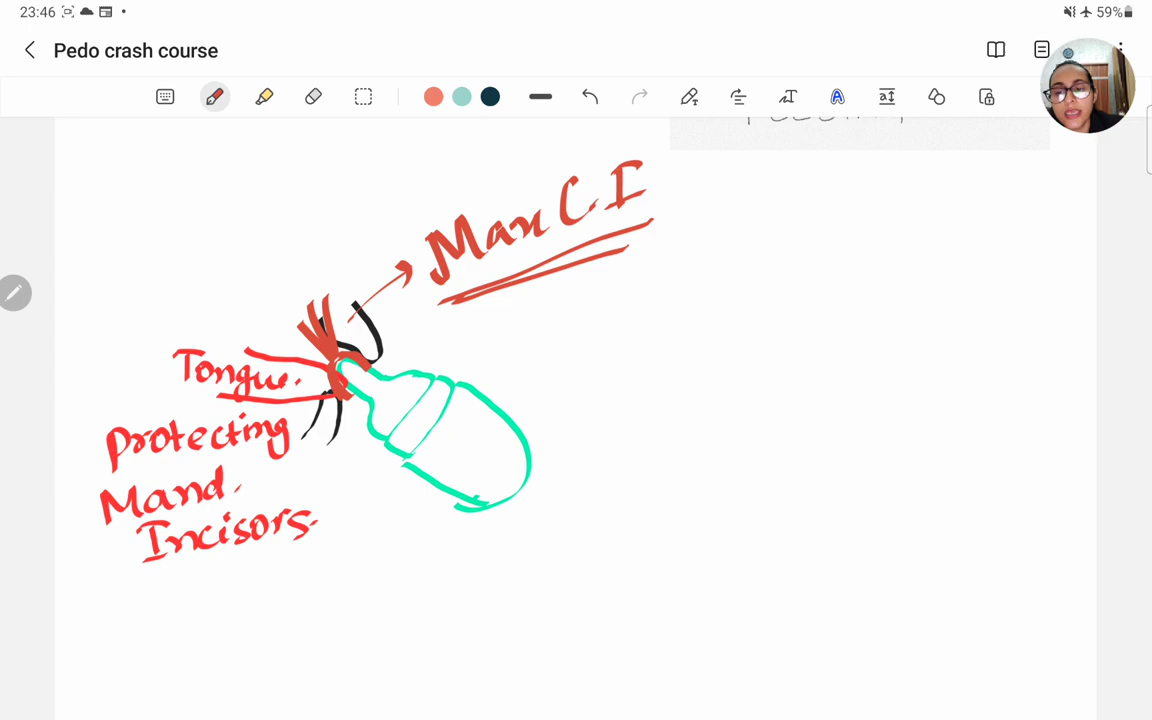 23:46
59%
Pedo crash course
Max C.I
Tongue.
Protecting
Mand.
Incisors.